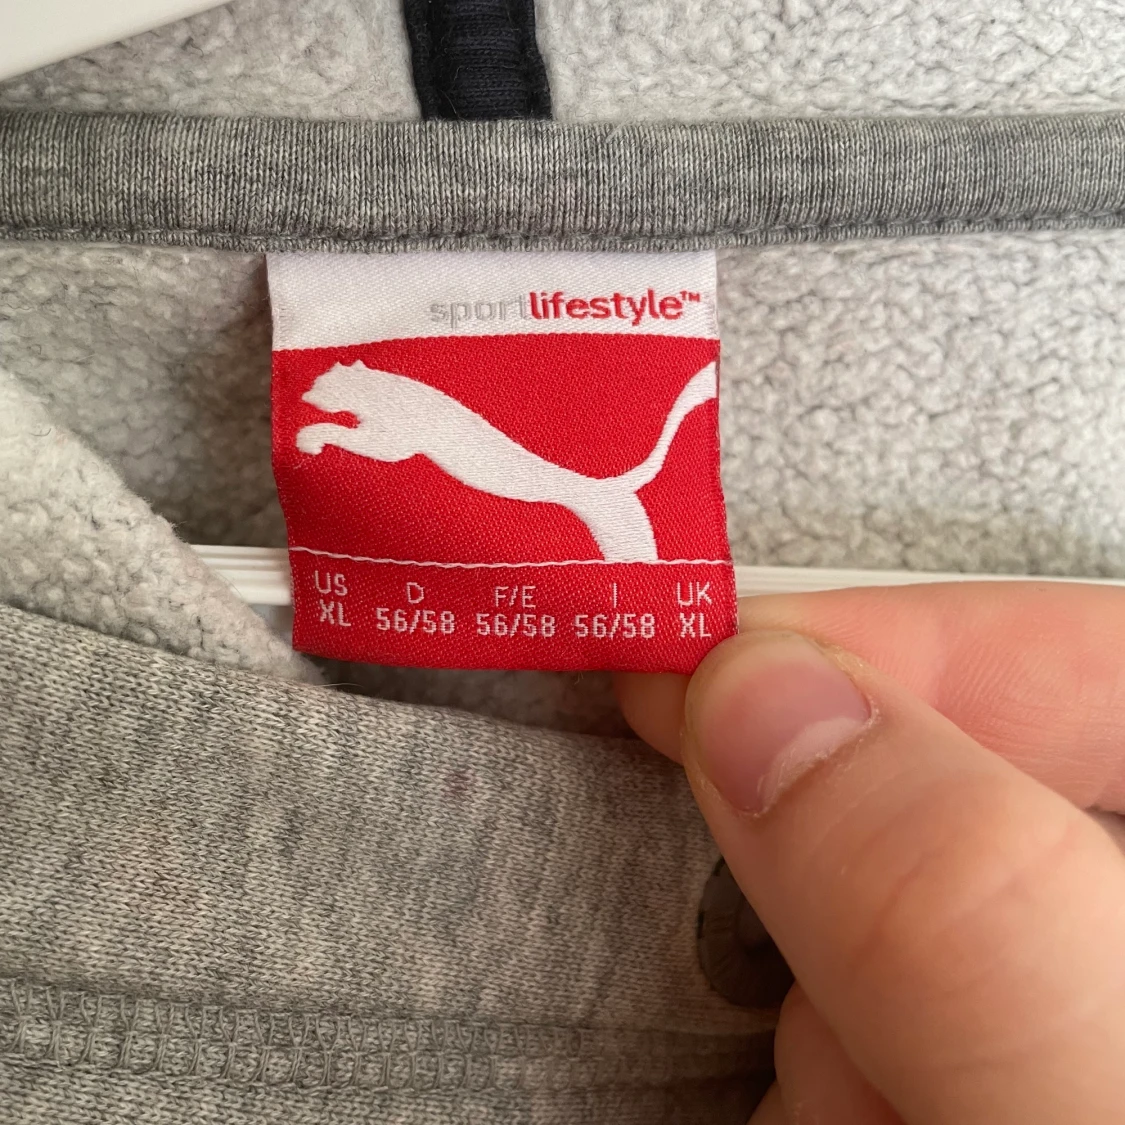 sportlifestyle™
US D F/E I UK
XL 56/58 56/58 56/58 XL